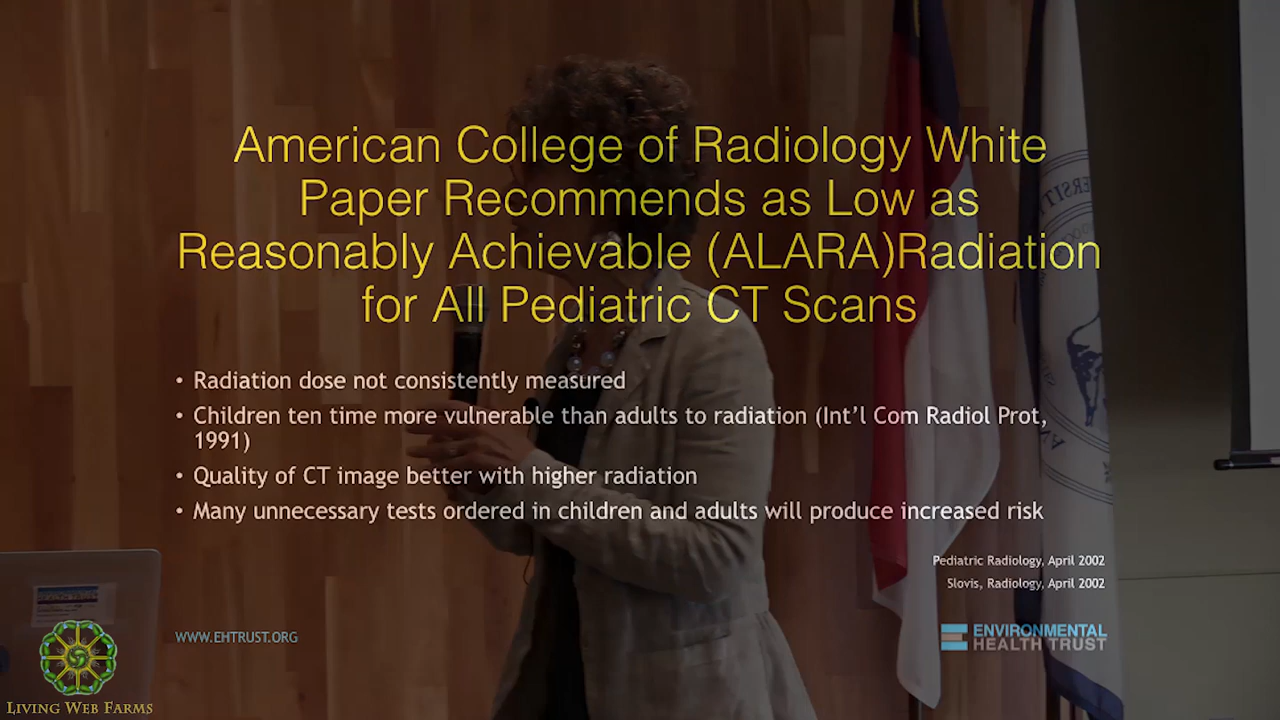 American College of Radiology White
Paper Recommends as Low as
Reasonably Achievable (ALARA)Radiation
for All Pediatric CT Scans
• Radiation dose not consistently measured
• Children ten time more vulnerable than adults to radiation (Int'l Com Radiol Prot,
1991)
• Quality of CT image better with higher radiation
• Many unnecessary tests ordered in children and adults will produce increased risk
Pediatric Radiology, April 2002
Slovis, Radiology, April 2002
WWW.EHTRUST.ORG
ENVIRONMENTAL
HEALTH TRUST
LIVING WEB FARMS